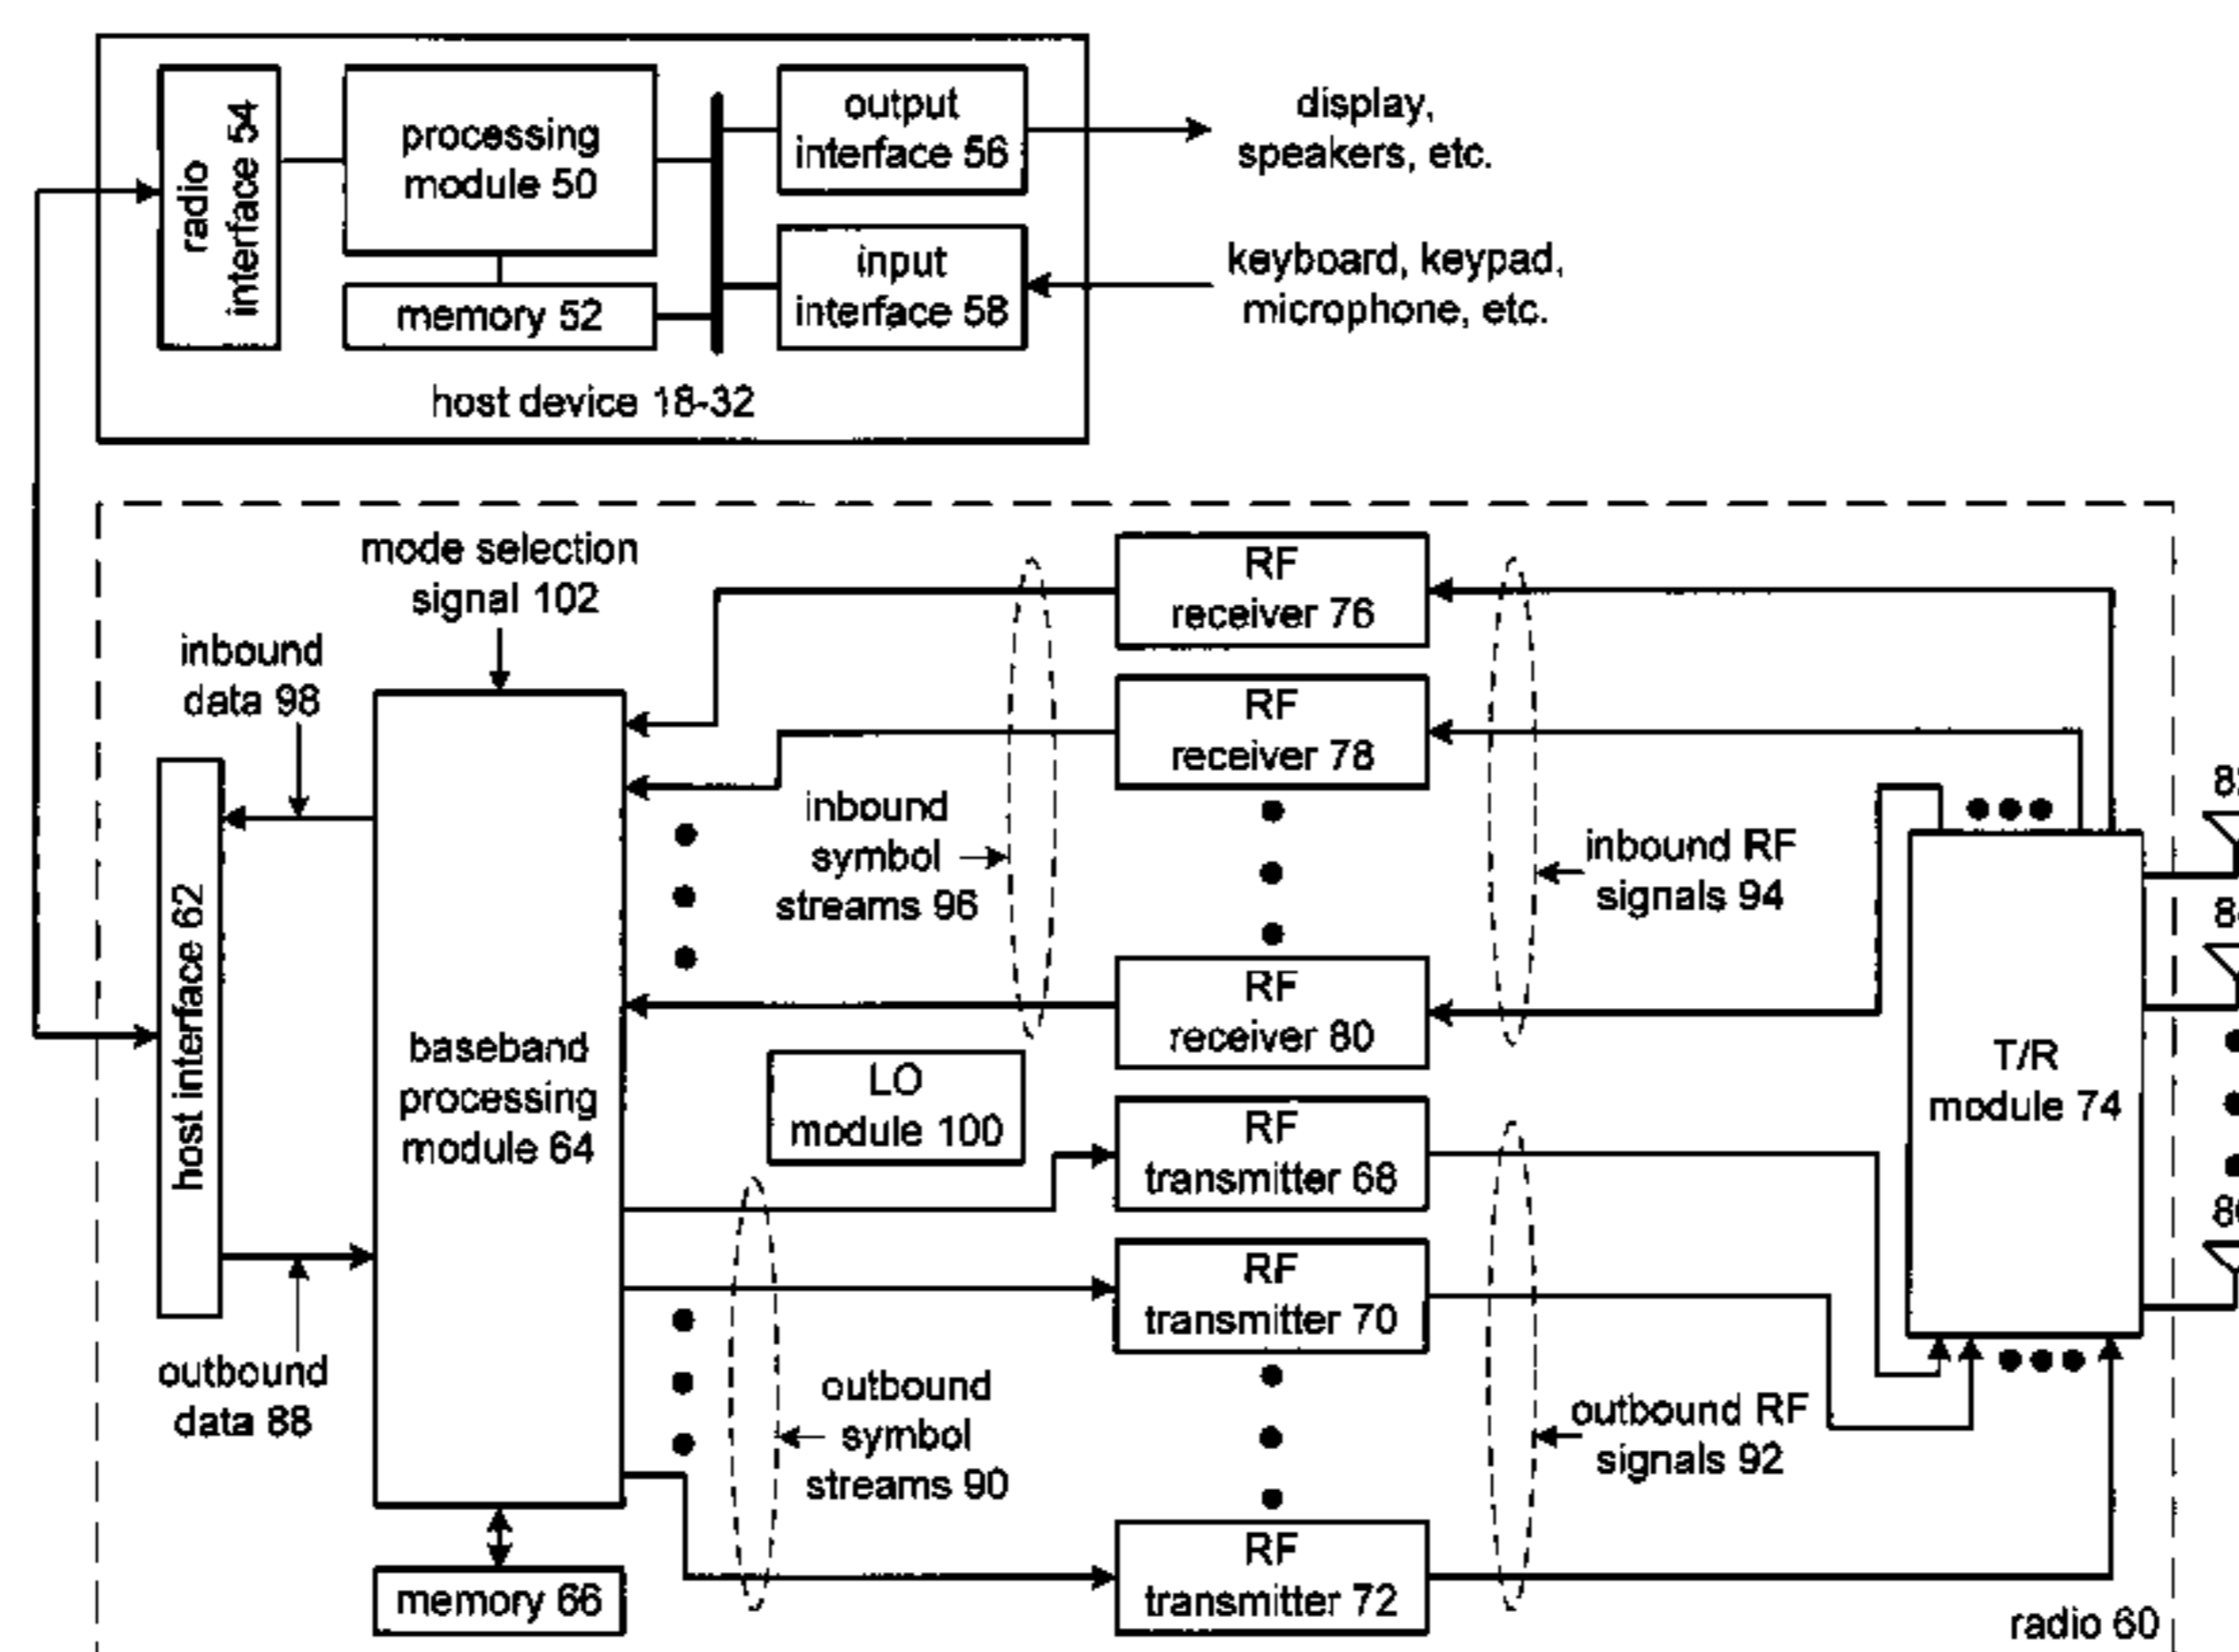 radio
interface 54
processing
module 50
memory 52
output
interface 56
input
interface 58
display,
speakers, etc.
keyboard, keypad,
microphone, etc.
host device 18-32
mode selection
signal 102
inbound
data 98
host interface 62
outbound
data 88
baseband
processing
module 64
memory 66
inbound
symbol
streams 96
LO
module 100
outbound
symbol
streams 90
RF
receiver 76
RF
receiver 78
RF
receiver 80
RF
transmitter 68
RF
transmitter 70
RF
transmitter 72
inbound RF
signals 94
outbound RF
signals 92
T/R
module 74
radio 60